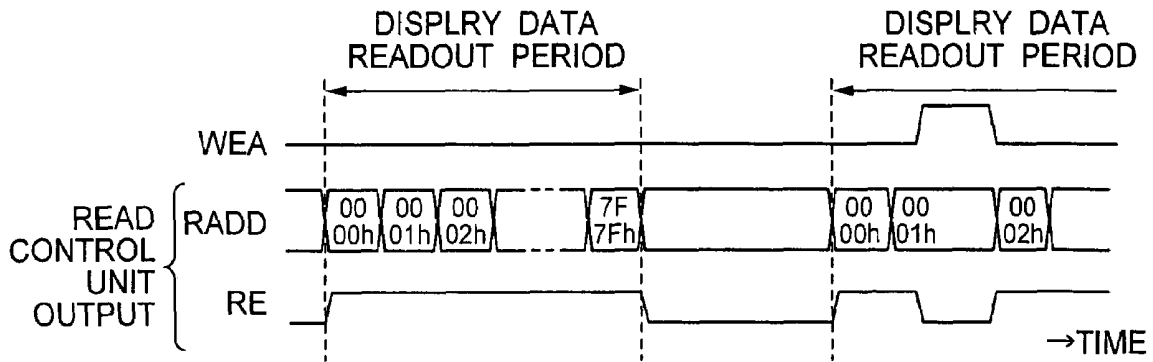 DISPLRY DATA
READOUT PERIOD
DISPLRY DATA
READOUT PERIOD
WEA
READ
CONTROL
UNIT
OUTPUT
RADD
00 00 00 7F 00 00 00
00h 01h 02h 7Fh 00h 01h 02h
RE
→TIME